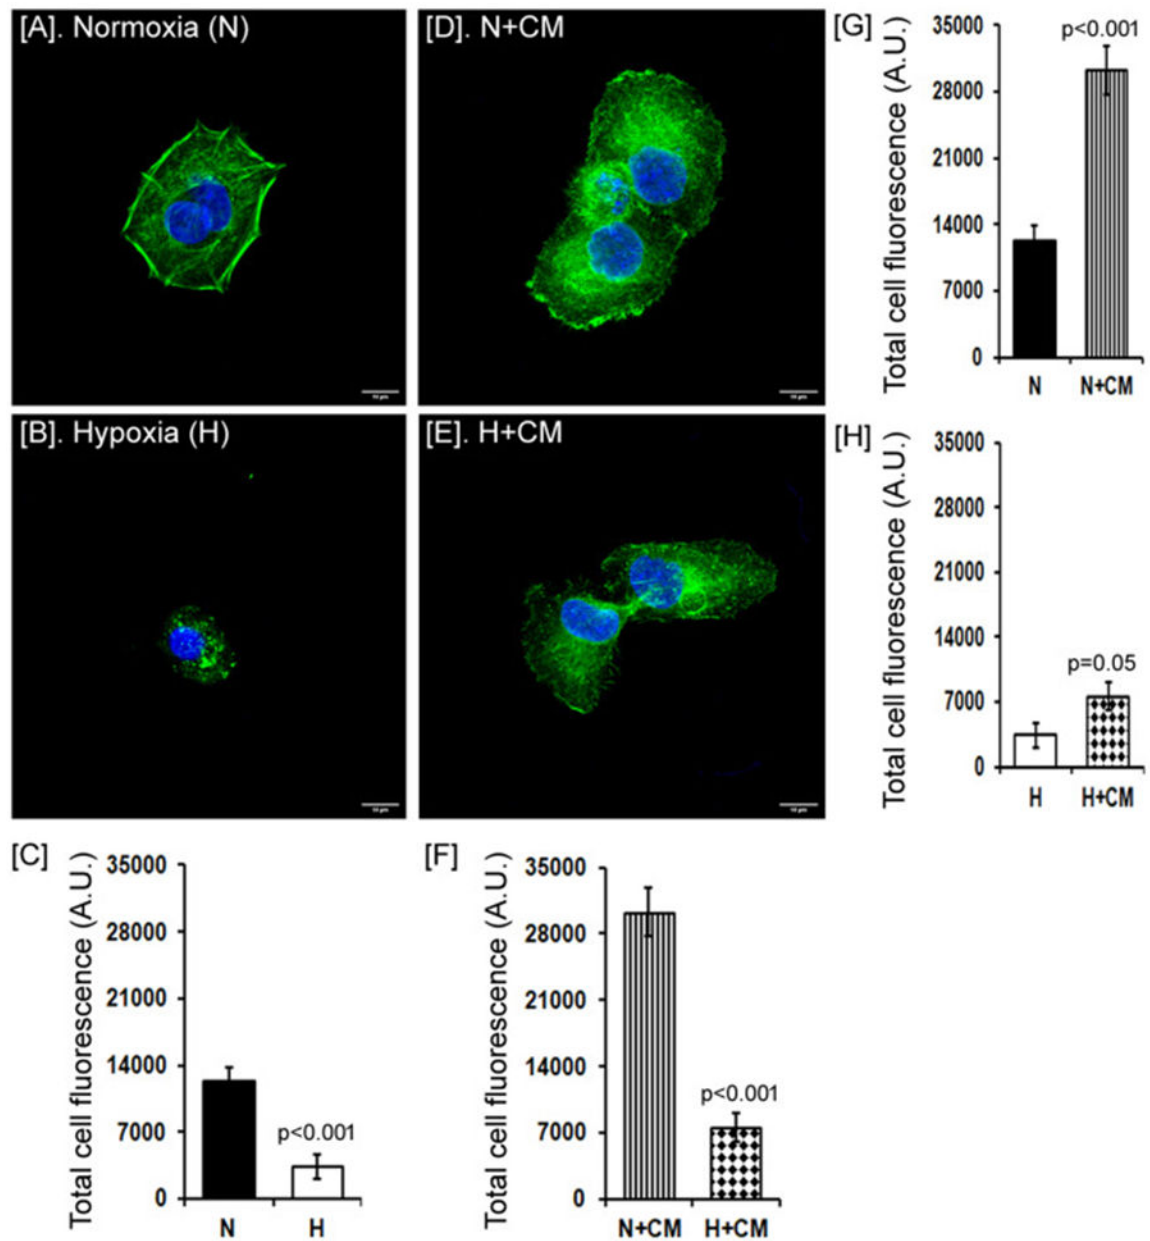 [A]. Normoxia (N)
[D]. N+CM
[G]
Total cell fluorescence (A.U.)
35000
28000
21000
14000
7000
0
p<0.001
N
N+CM
[B]. Hypoxia (H)
[E]. H+CM
[H]
Total cell fluorescence (A.U.)
35000
28000
21000
14000
7000
0
p=0.05
H
H+CM
[C]
Total cell fluorescence (A.U.)
35000
28000
21000
14000
7000
0
p<0.001
N
H
[F]
Total cell fluorescence (A.U.)
35000
28000
21000
14000
7000
0
p<0.001
N+CM
H+CM